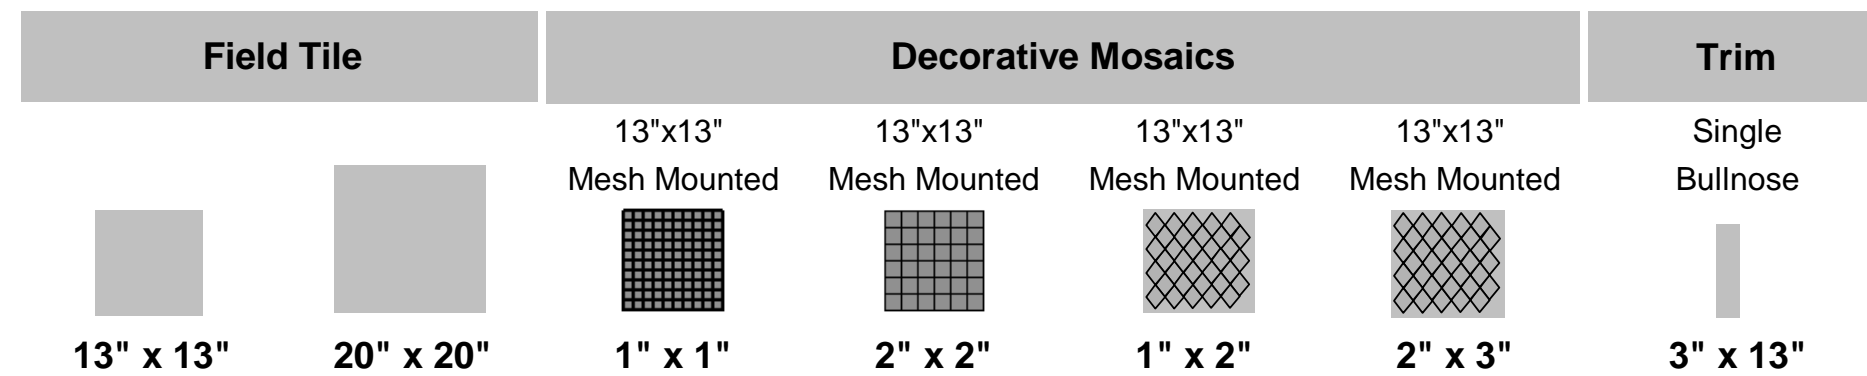 Field Tile
Decorative Mosaics
Trim
13"x13"
Mesh Mounted
13"x13"
Mesh Mounted
13"x13"
Mesh Mounted
13"x13"
Mesh Mounted
Single
Bullnose
13" x 13"
20" x 20"
1" x 1"
2" x 2"
1" x 2"
2" x 3"
3" x 13"